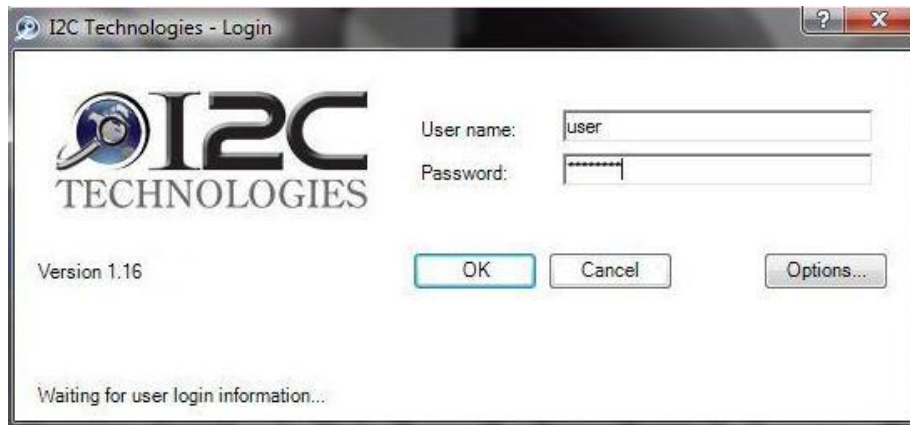 I2C Technologies - Login
I2C
TECHNOLOGIES
User name: user
Password: ********
Version 1.16
OK Cancel Options...
Waiting for user login information...